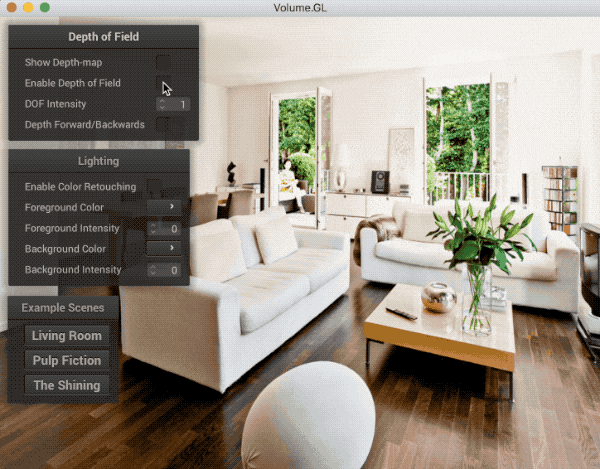 Volume.GL
Depth of Field
Show Depth-map
Enable Depth of Field
DOF Intensity 1
Depth Forward/Backwards
Lighting
Enable Color Retouching
Foreground Color
Foreground Intensity 0
Background Color
Background Intensity 0
Example Scenes
Living Room
Pulp Fiction
The Shining